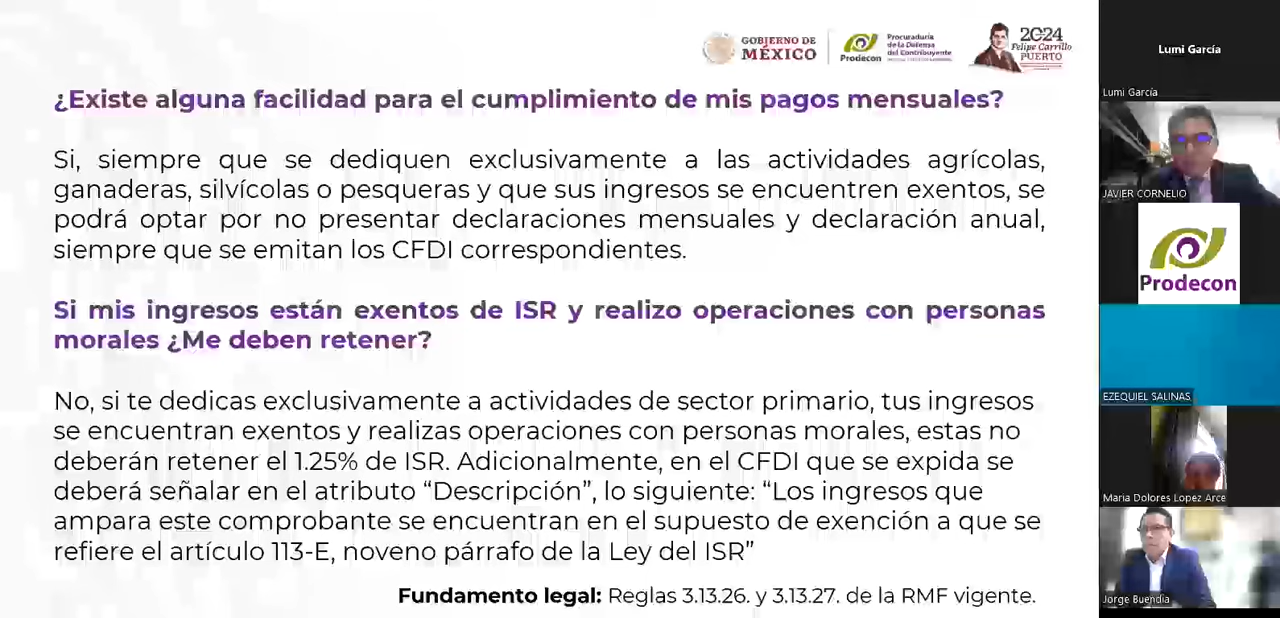 GOBIERNO DE
MÉXICO
Prodecon
Procuraduría
de la Defensa
del Contribuyente
2024
Felipe Carrillo
PUERTO
¿Existe alguna facilidad para el cumplimiento de mis pagos mensuales?
Si, siempre que se dediquen exclusivamente a las actividades agrícolas,
ganaderas, silvícolas o pesqueras y que sus ingresos se encuentren exentos, se
podrá optar por no presentar declaraciones mensuales y declaración anual,
siempre que se emitan los CFDI correspondientes.
Si mis ingresos están exentos de ISR y realizo operaciones con personas
morales ¿Me deben retener?
No, si te dedicas exclusivamente a actividades de sector primario, tus ingresos
se encuentran exentos y realizas operaciones con personas morales, estas no
deberán retener el 1.25% de ISR. Adicionalmente, en el CFDI que se expida se
deberá señalar en el atributo “Descripción”, lo siguiente: “Los ingresos que
ampara este comprobante se encuentran en el supuesto de exención a que se
refiere el artículo 113-E, noveno párrafo de la Ley del ISR”
Fundamento legal: Reglas 3.13.26. y 3.13.27. de la RMF vigente.
Lumi García
Lumi García
JAVIER CORNELIO
Prodecon
EZEQUIEL SALINAS
Maria Dolores Lopez Arce
Jorge Buendía